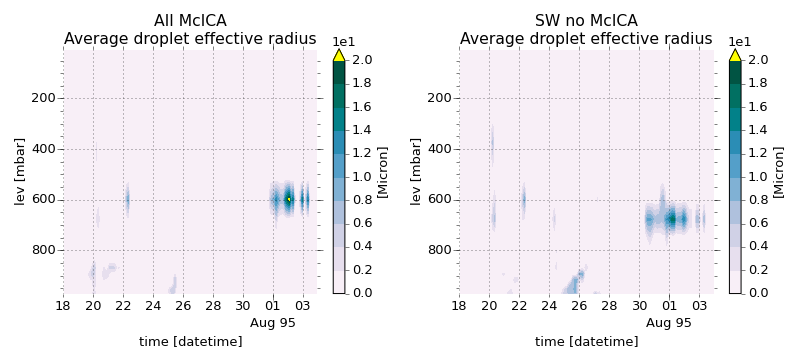 All McICA
Average droplet effective radius
1e1
2.0
1.8
1.6
1.4
1.2
1.0
0.8
0.6
0.4
0.2
0.0
[Micron]
lev [mbar]
200
400
600
800
18 20 22 24 26 28 30 01 03
Aug 95
time [datetime]
SW no McICA
Average droplet effective radius
1e1
2.0
1.8
1.6
1.4
1.2
1.0
0.8
0.6
0.4
0.2
0.0
[Micron]
lev [mbar]
200
400
600
800
18 20 22 24 26 28 30 01 03
Aug 95
time [datetime]